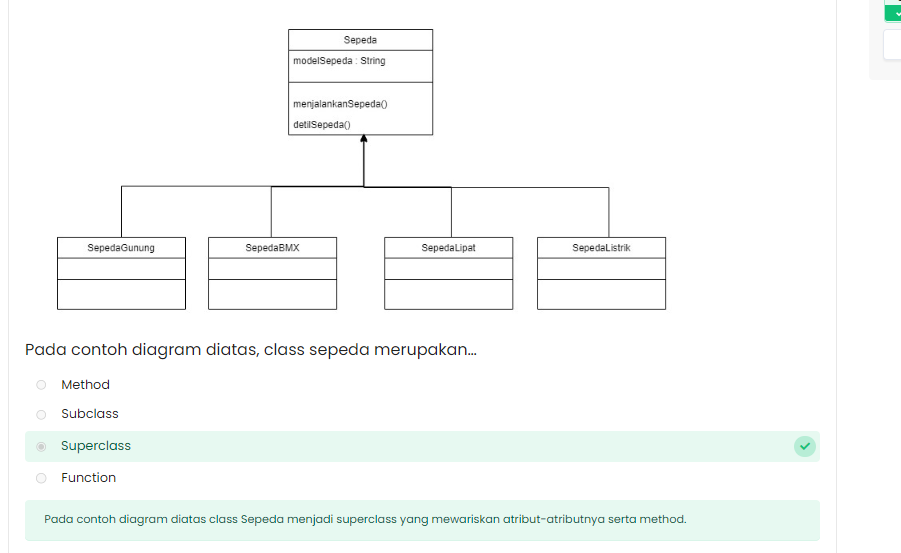 Sepeda
modelSepeda : String
menjalankanSepeda()
detilSepeda()
SepedaGunung
SepedaBMX
SepedaLipat
SepedaListrik
Pada contoh diagram diatas, class sepeda merupakan...
Method
Subclass
Superclass
Function
Pada contoh diagram diatas class Sepeda menjadi superclass yang mewariskan atribut-atributnya serta method.